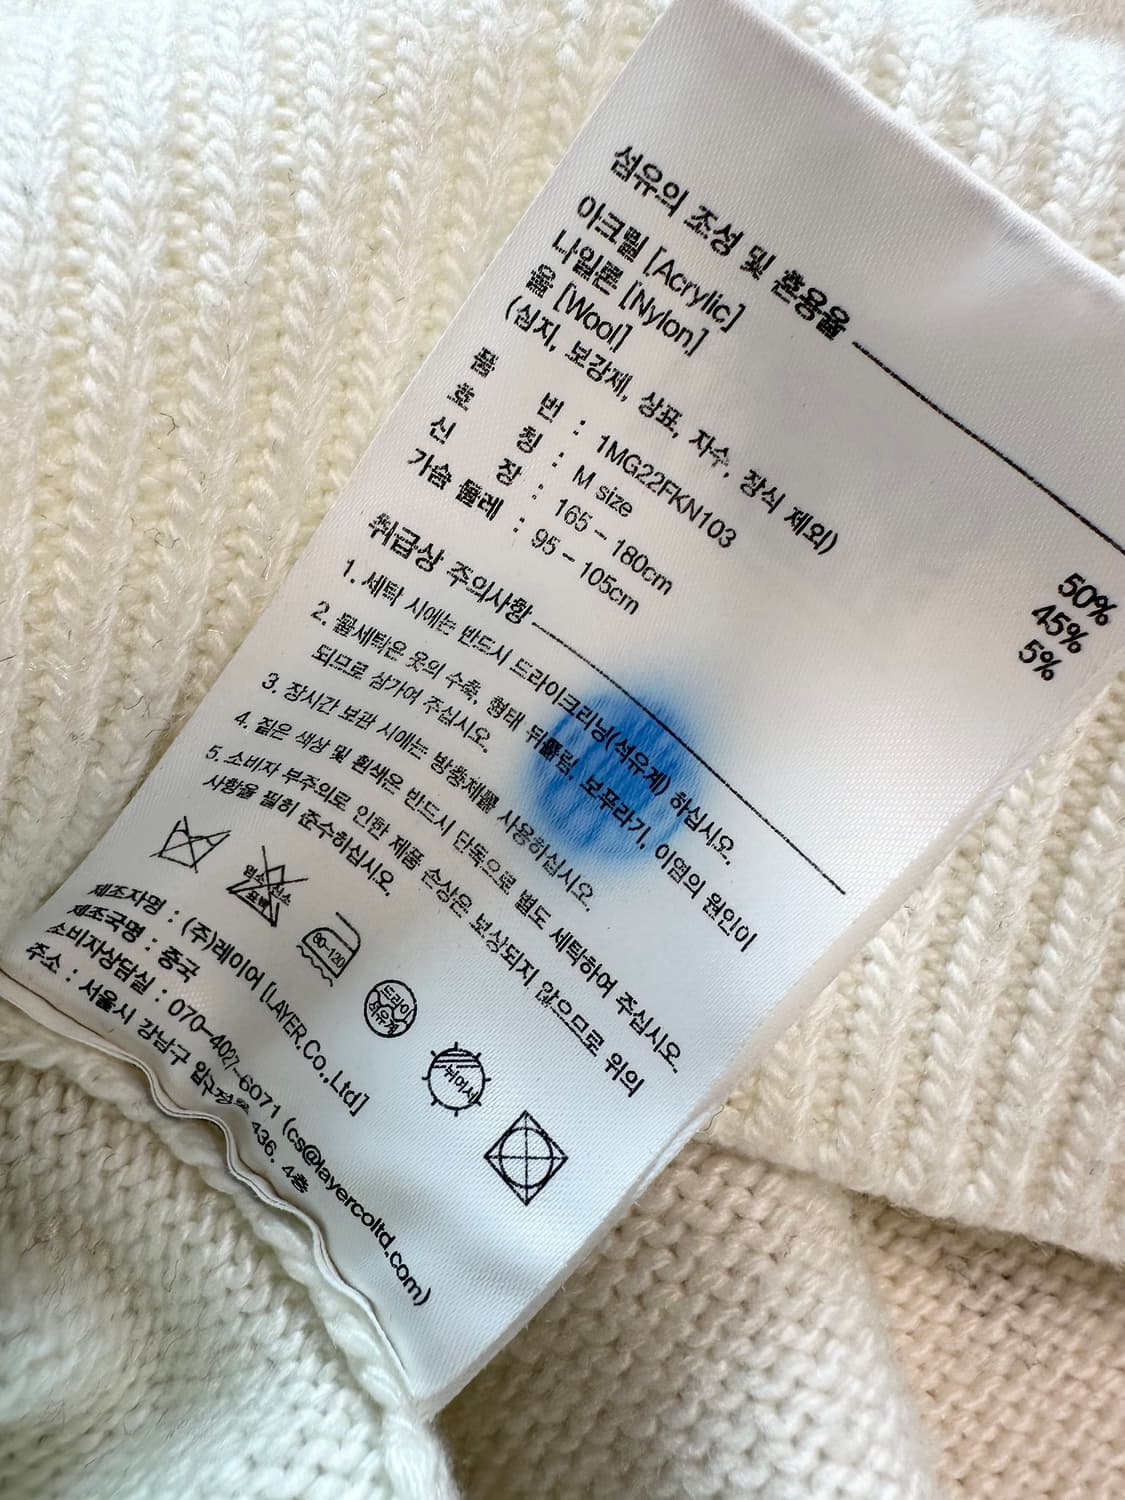 섬유의 조성 및 혼용율
아크릴 [Acrylic] 50%
나일론 [Nylon] 45%
울 [Wool] 5%
(심지, 보강제, 상표, 자수, 장식 제외)
품 번 : 1MG22FKN103
호 칭 : M size
신 장 : 165 – 180cm
가슴 둘레 : 95 – 105cm
취급상 주의사항
1. 세탁 시에는 반드시 드라이크리닝(석유계) 하십시오.
2. 물세탁은 옷의 수축, 형태 뒤틀림, 보푸라기, 이염의 원인이
되므로 삼가여 주십시오.
3. 장시간 보관 시에는 방충제를 사용하십시오.
4. 짙은 색상 및 흰색은 반드시 단독으로 별도 세탁하여 주십시오.
5. 소비자 부주의로 인한 제품 손상은 보상되지 않으므로 위의
사항을 필히 준수하십시오.
염소 산소
표백
80~120
드라이
석유계
뉘어서
제조자명 : (주)레이어 [LAYER.Co.,Ltd]
제조국명 : 중국
소비자상담실 : 070–4027–6071 (cs@layercoltd.com)
주소 : 서울시 강남구 436, 4층